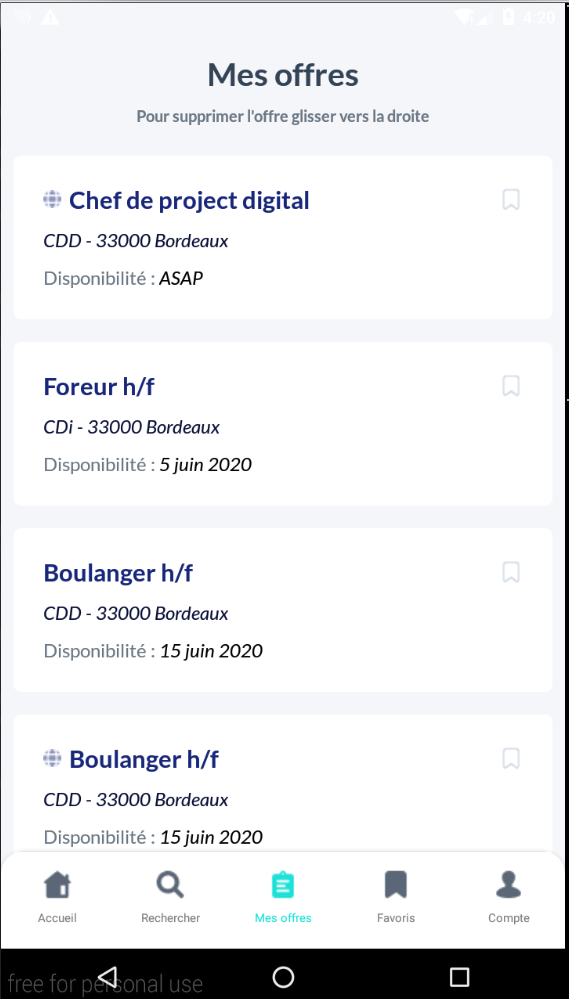 4:20
Mes offres
Pour supprimer l'offre glisser vers la droite
Chef de project digital
CDD - 33000 Bordeaux
Disponibilité : ASAP
Foreur h/f
CDi - 33000 Bordeaux
Disponibilité : 5 juin 2020
Boulanger h/f
CDD - 33000 Bordeaux
Disponibilité : 15 juin 2020
Boulanger h/f
CDD - 33000 Bordeaux
Disponibilité : 15 juin 2020
Accueil Rechercher Mes offres Favoris Compte
free for personal use